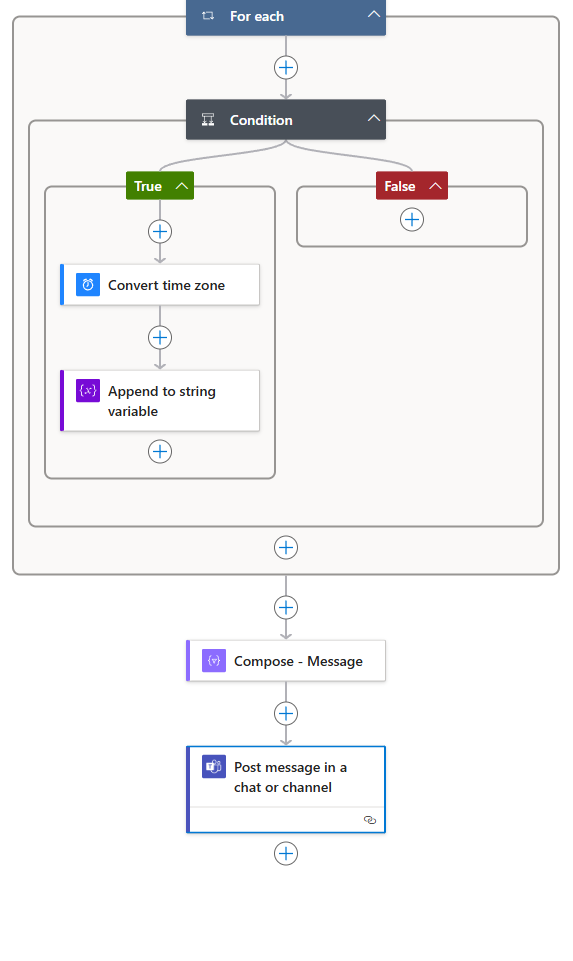 For each
Condition
True
False
Convert time zone
{x}
Append to string
variable
Compose - Message
Post message in a
chat or channel